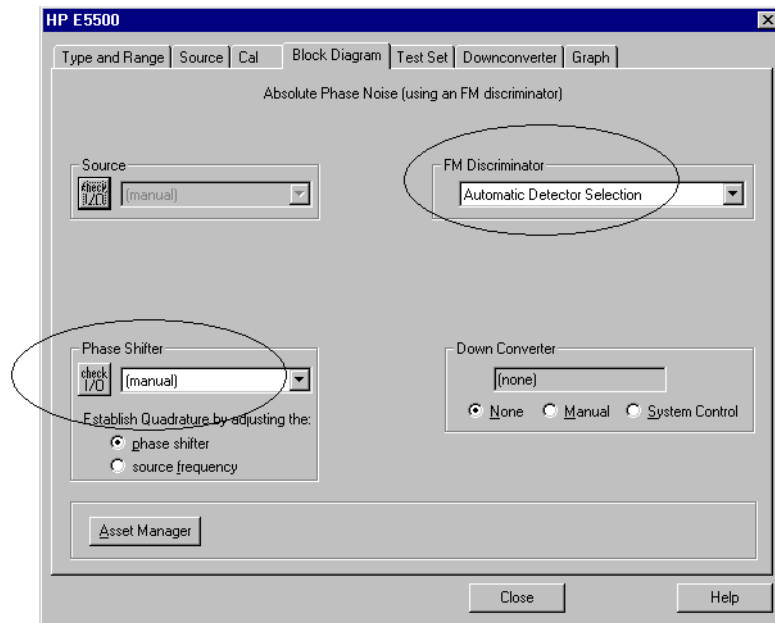 HP E5500
Type and Range Source Cal Block Diagram Test Set Downconverter Graph
Absolute Phase Noise (using an FM discriminator)
Source
check I/O
(manual)
FM Discriminator
Automatic Detector Selection
Phase Shifter
check I/O
(manual)
Establish Quadrature by adjusting the:
phase shifter
source frequency
Down Converter
(none)
None Manual System Control
Asset Manager
Close Help